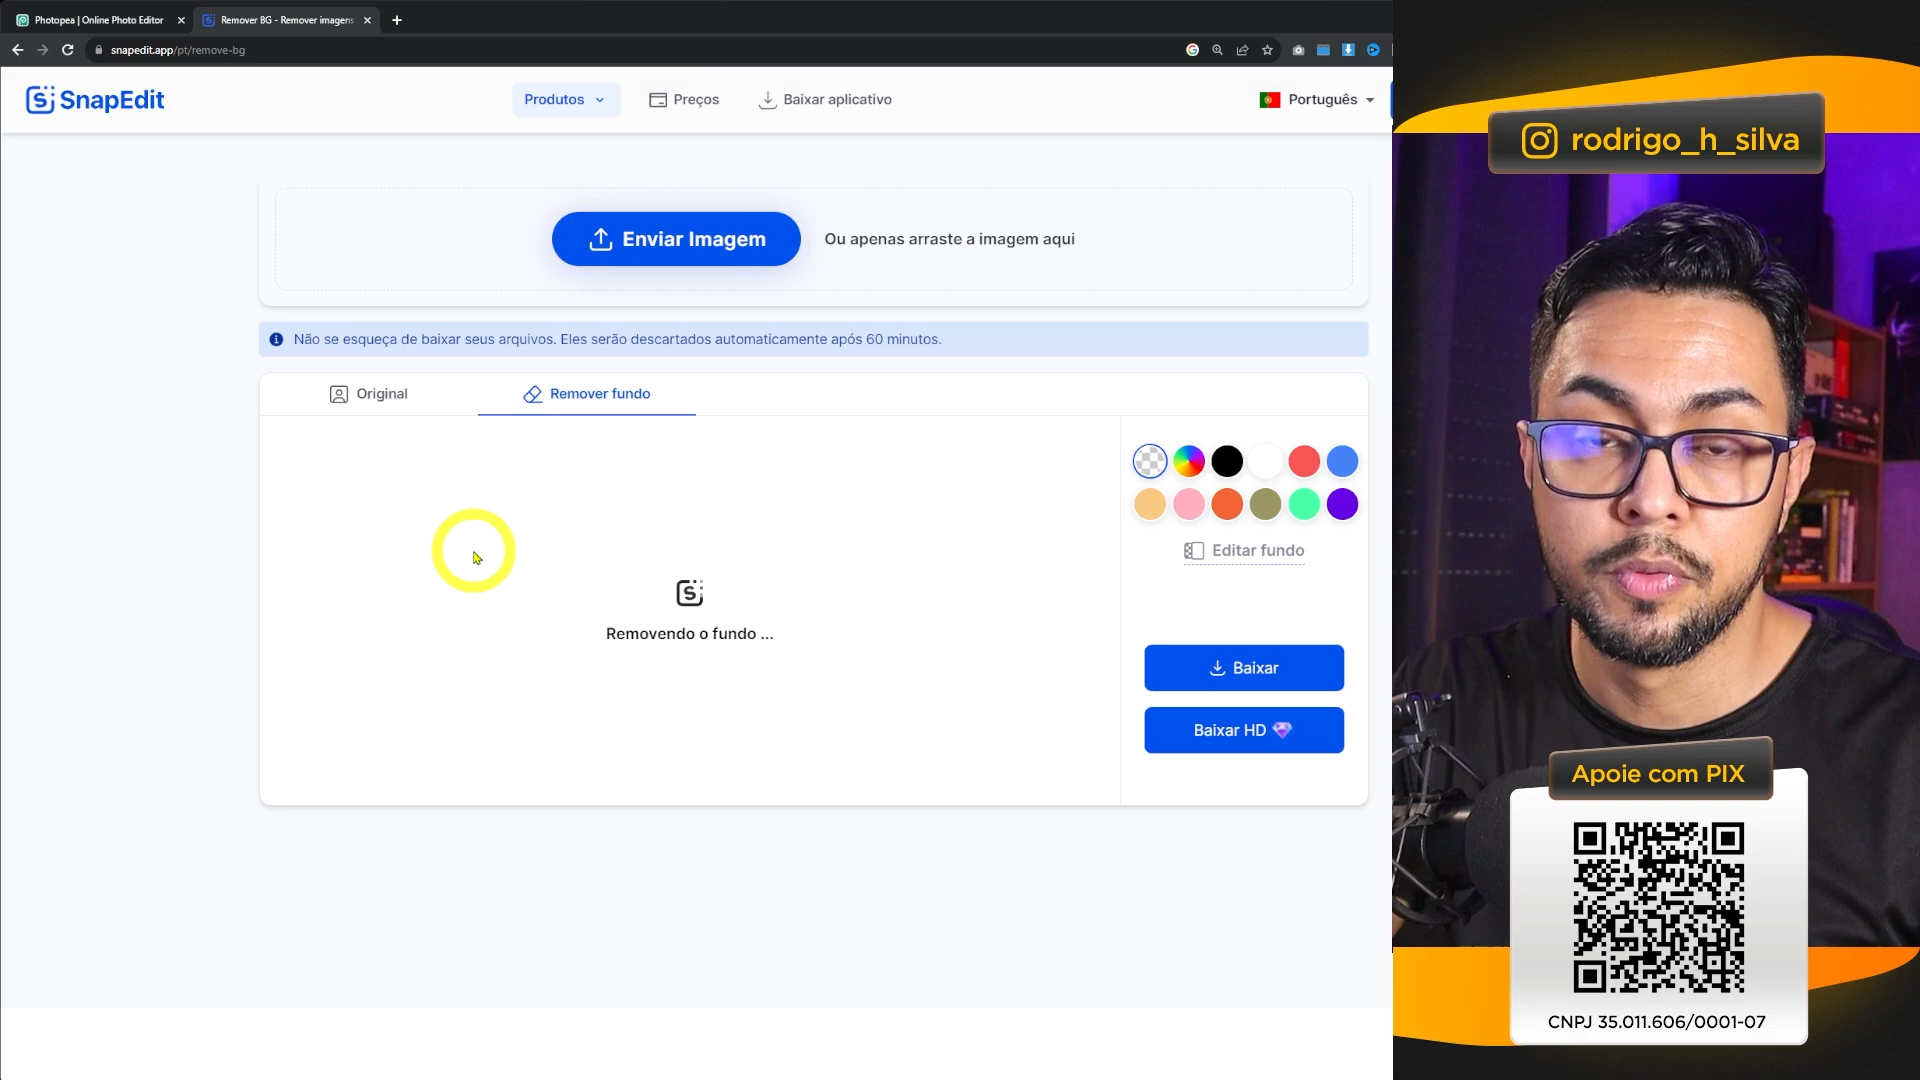 Photopea | Online Photo Editor
Remover BG - Remover imagens
snapedit.app/pt/remove-bg
SnapEdit
Produtos
Preços
Baixar aplicativo
Português
Enviar Imagem
Ou apenas arraste a imagem aqui
Não se esqueça de baixar seus arquivos. Eles serão descartados automaticamente após 60 minutos.
Original
Remover fundo
Editar fundo
Removendo o fundo ...
Baixar
Baixar HD
rodrigo_h_silva
Apoie com PIX
CNPJ 35.011.606/0001-07